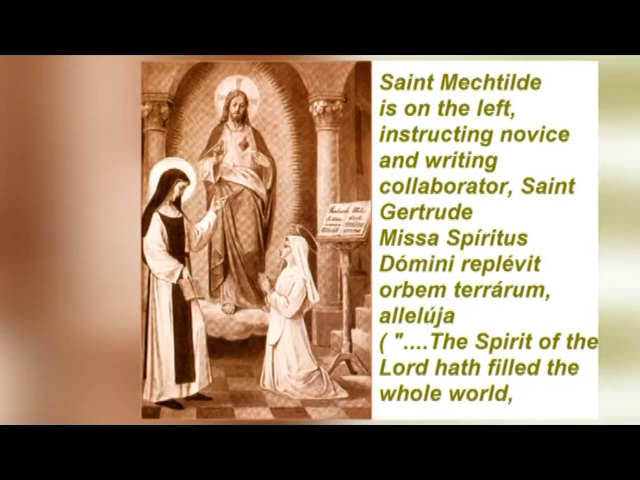 Saint Mechtilde
is on the left,
instructing novice
and writing
collaborator, Saint
Gertrude
Missa Spíritus
Dómini replévit
orbem terrárum,
allelúja
( "....The Spirit of the
Lord hath filled the
whole world,